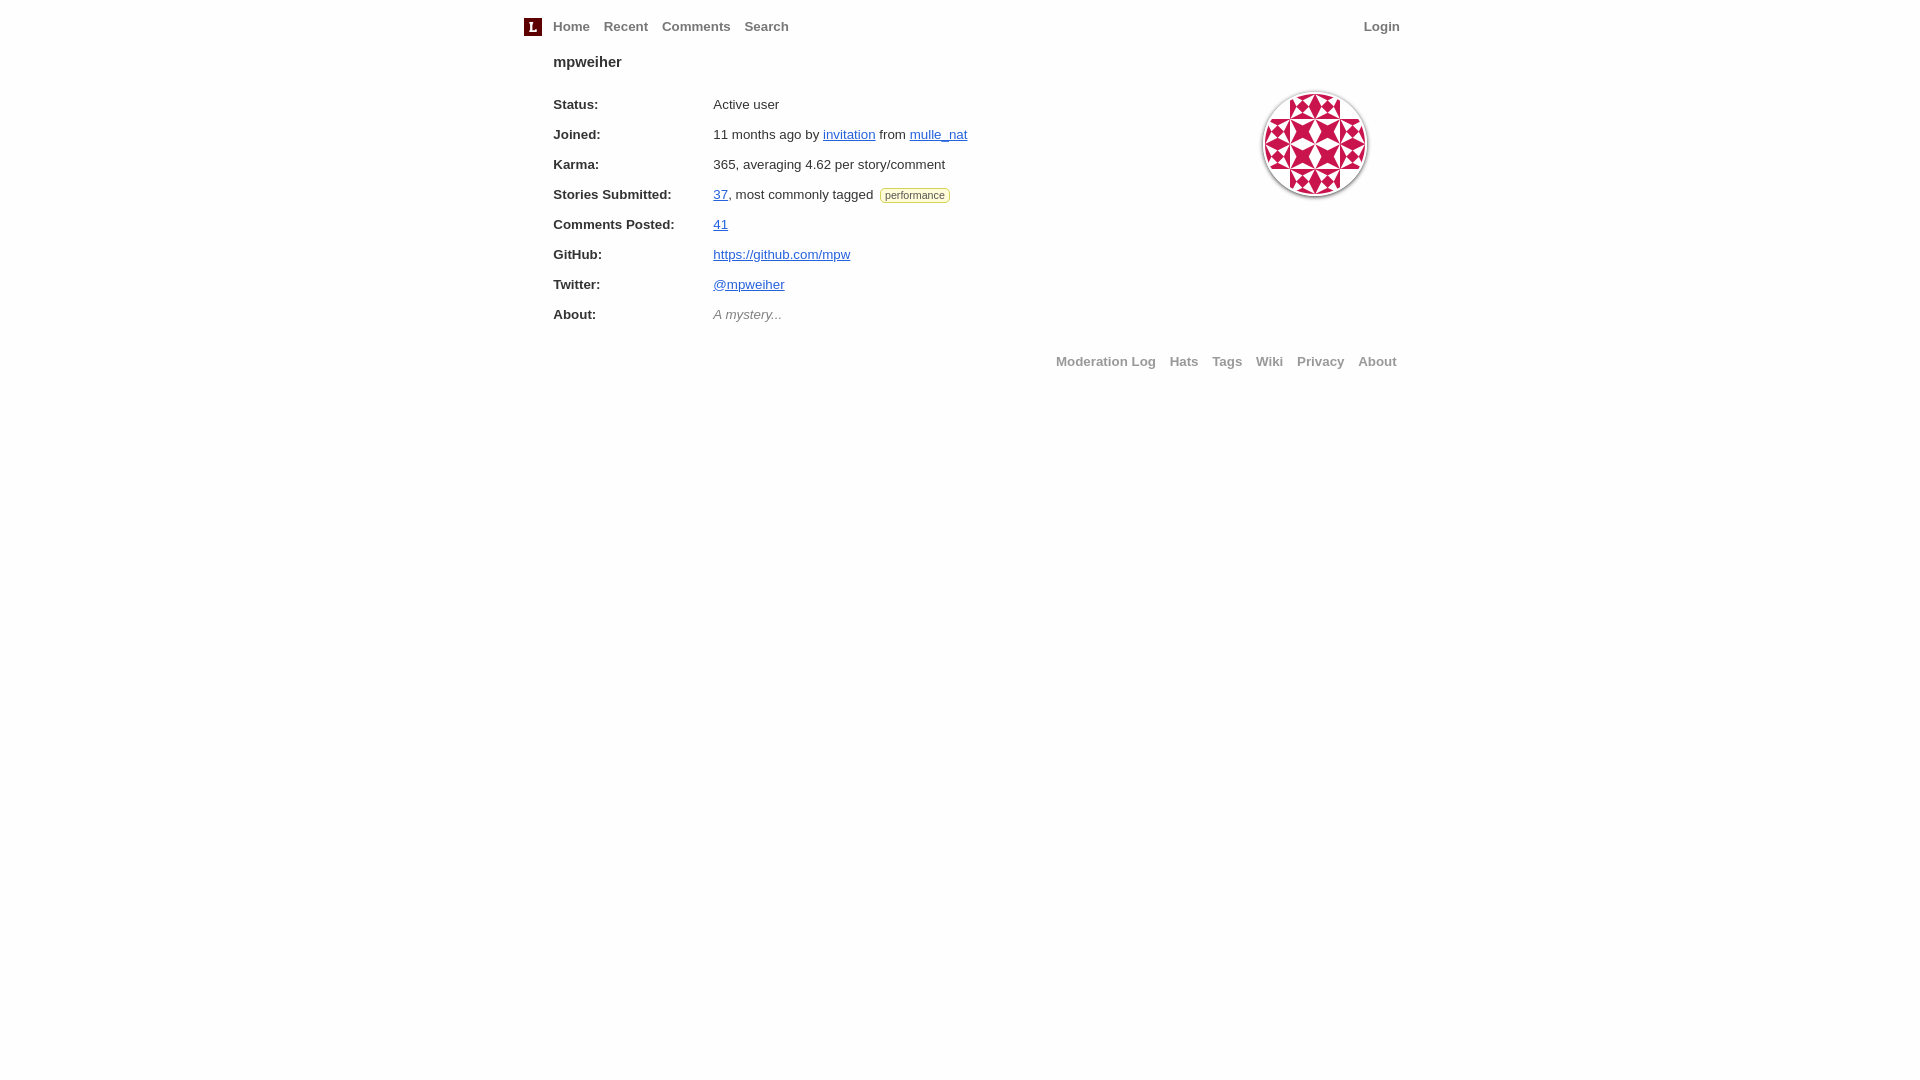 L Home Recent Comments Search Login
mpweiher
Status: Active user
Joined: 11 months ago by invitation from mulle_nat
Karma: 365, averaging 4.62 per story/comment
Stories Submitted: 37, most commonly tagged performance
Comments Posted: 41
GitHub: https://github.com/mpw
Twitter: @mpweiher
About: A mystery...
Moderation Log Hats Tags Wiki Privacy About